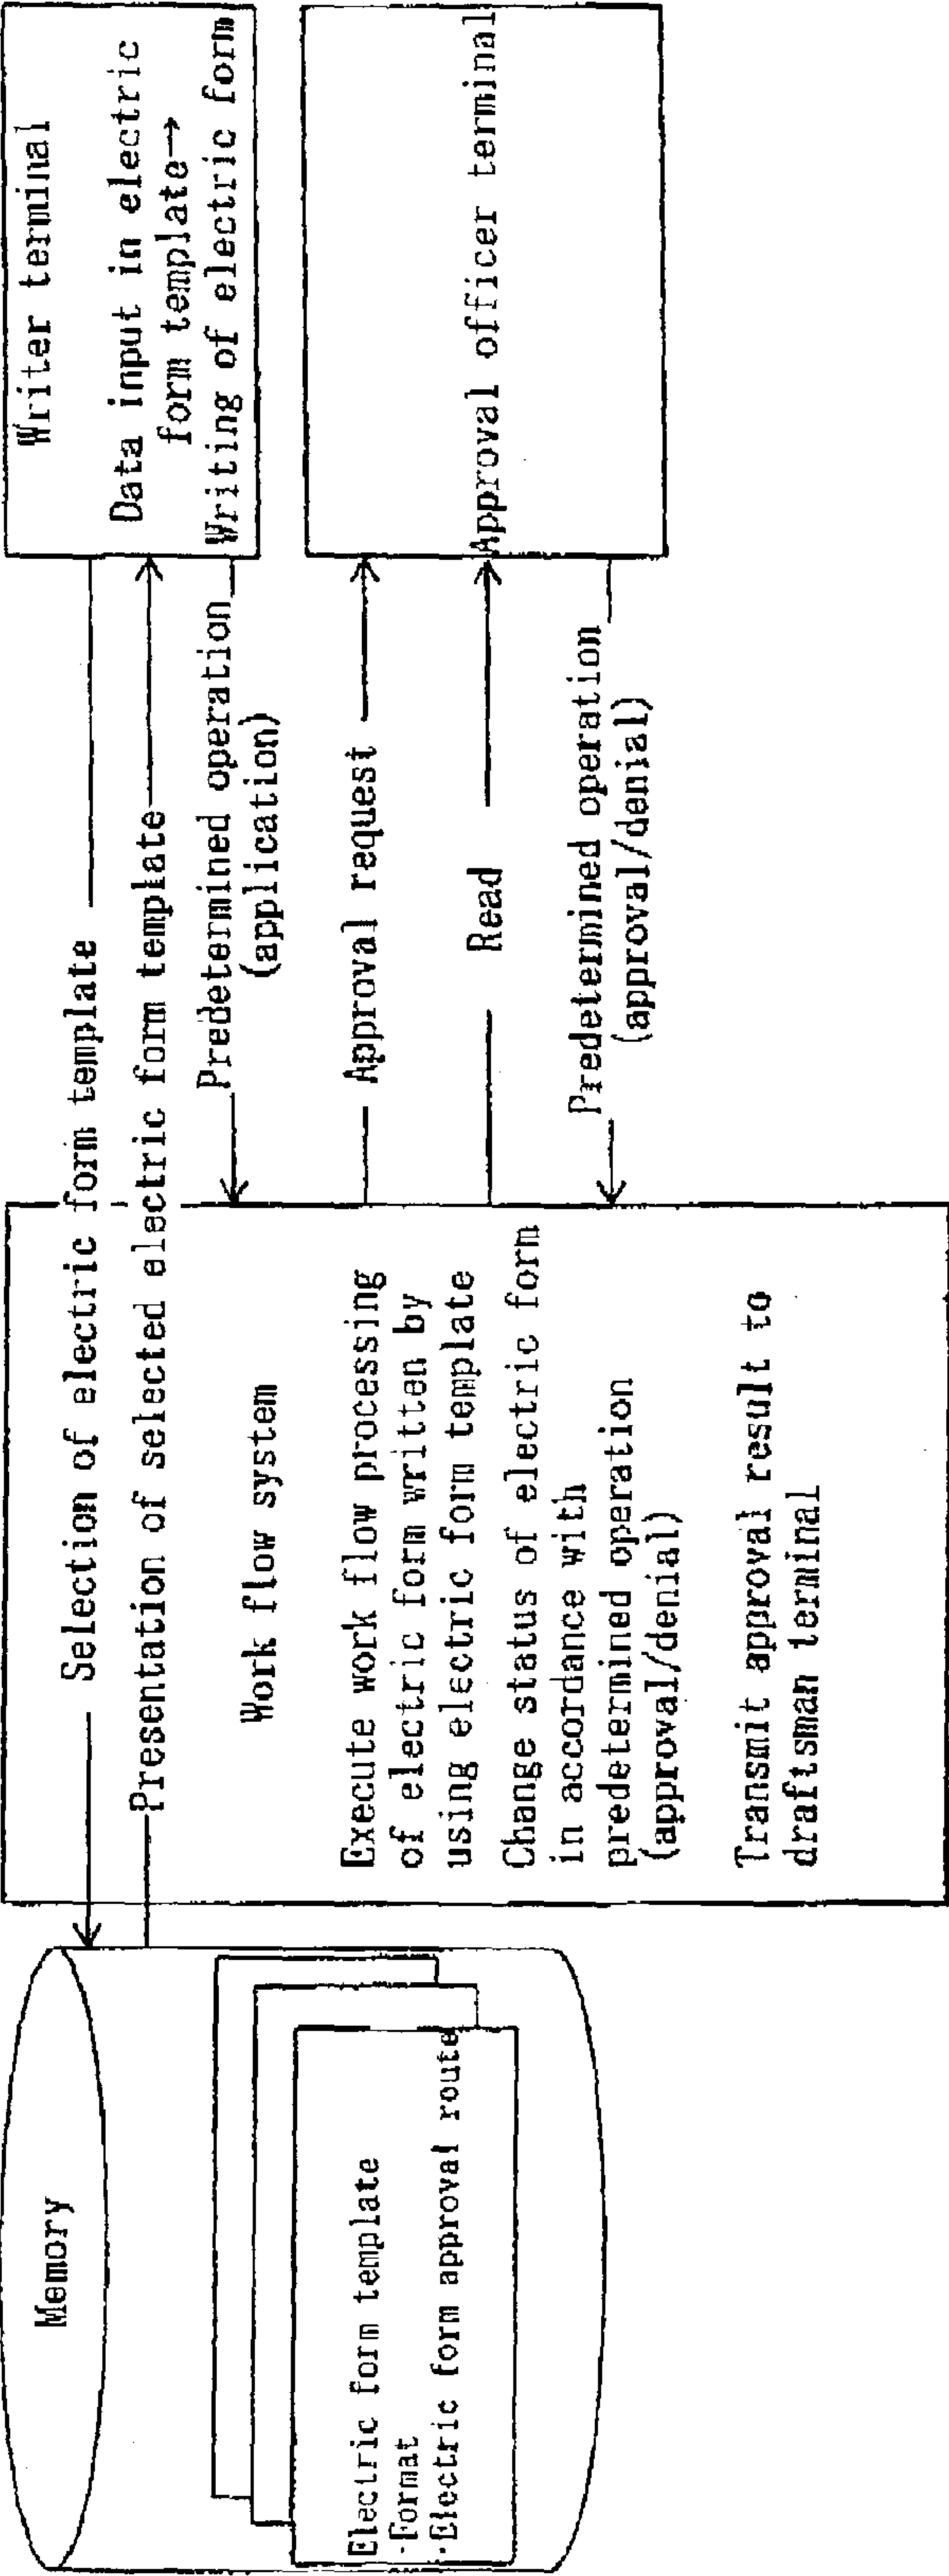 Memory
Electric form template
·Format
·Electric form approval route
Selection of electric form template
Presentation of selected electric form template
Work flow system
Execute work flow processing
of electric form written by
using electric form template
Change status of electric form
in accordance with
predetermined operation
(approval/denial)
Transmit approval result to
draftsman terminal
Predetermined operation
(application)
Approval request
Read
Predetermined operation
(approval/denial)
Writer terminal
Data input in electric
form template→
Writing of electric form
Approval officer terminal